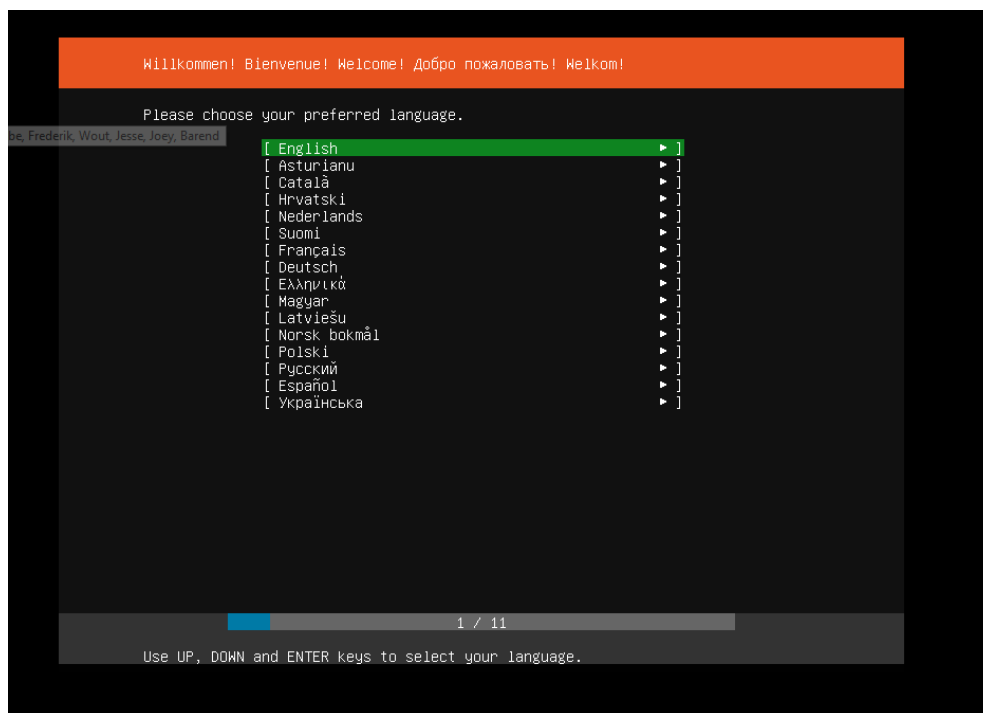 Willkommen! Bienvenue! Welcome! Добро пожаловать! Welkom!
Please choose your preferred language.
be, Frederik, Wout, Jesse, Joey, Barend
[ English ► ]
[ Asturianu ► ]
[ Català ► ]
[ Hrvatski ► ]
[ Nederlands ► ]
[ Suomi ► ]
[ Français ► ]
[ Deutsch ► ]
[ Ελληνικά ► ]
[ Magyar ► ]
[ Latviešu ► ]
[ Norsk bokmål ► ]
[ Polski ► ]
[ Русский ► ]
[ Español ► ]
[ Українська ► ]
1 / 11
Use UP, DOWN and ENTER keys to select your language.